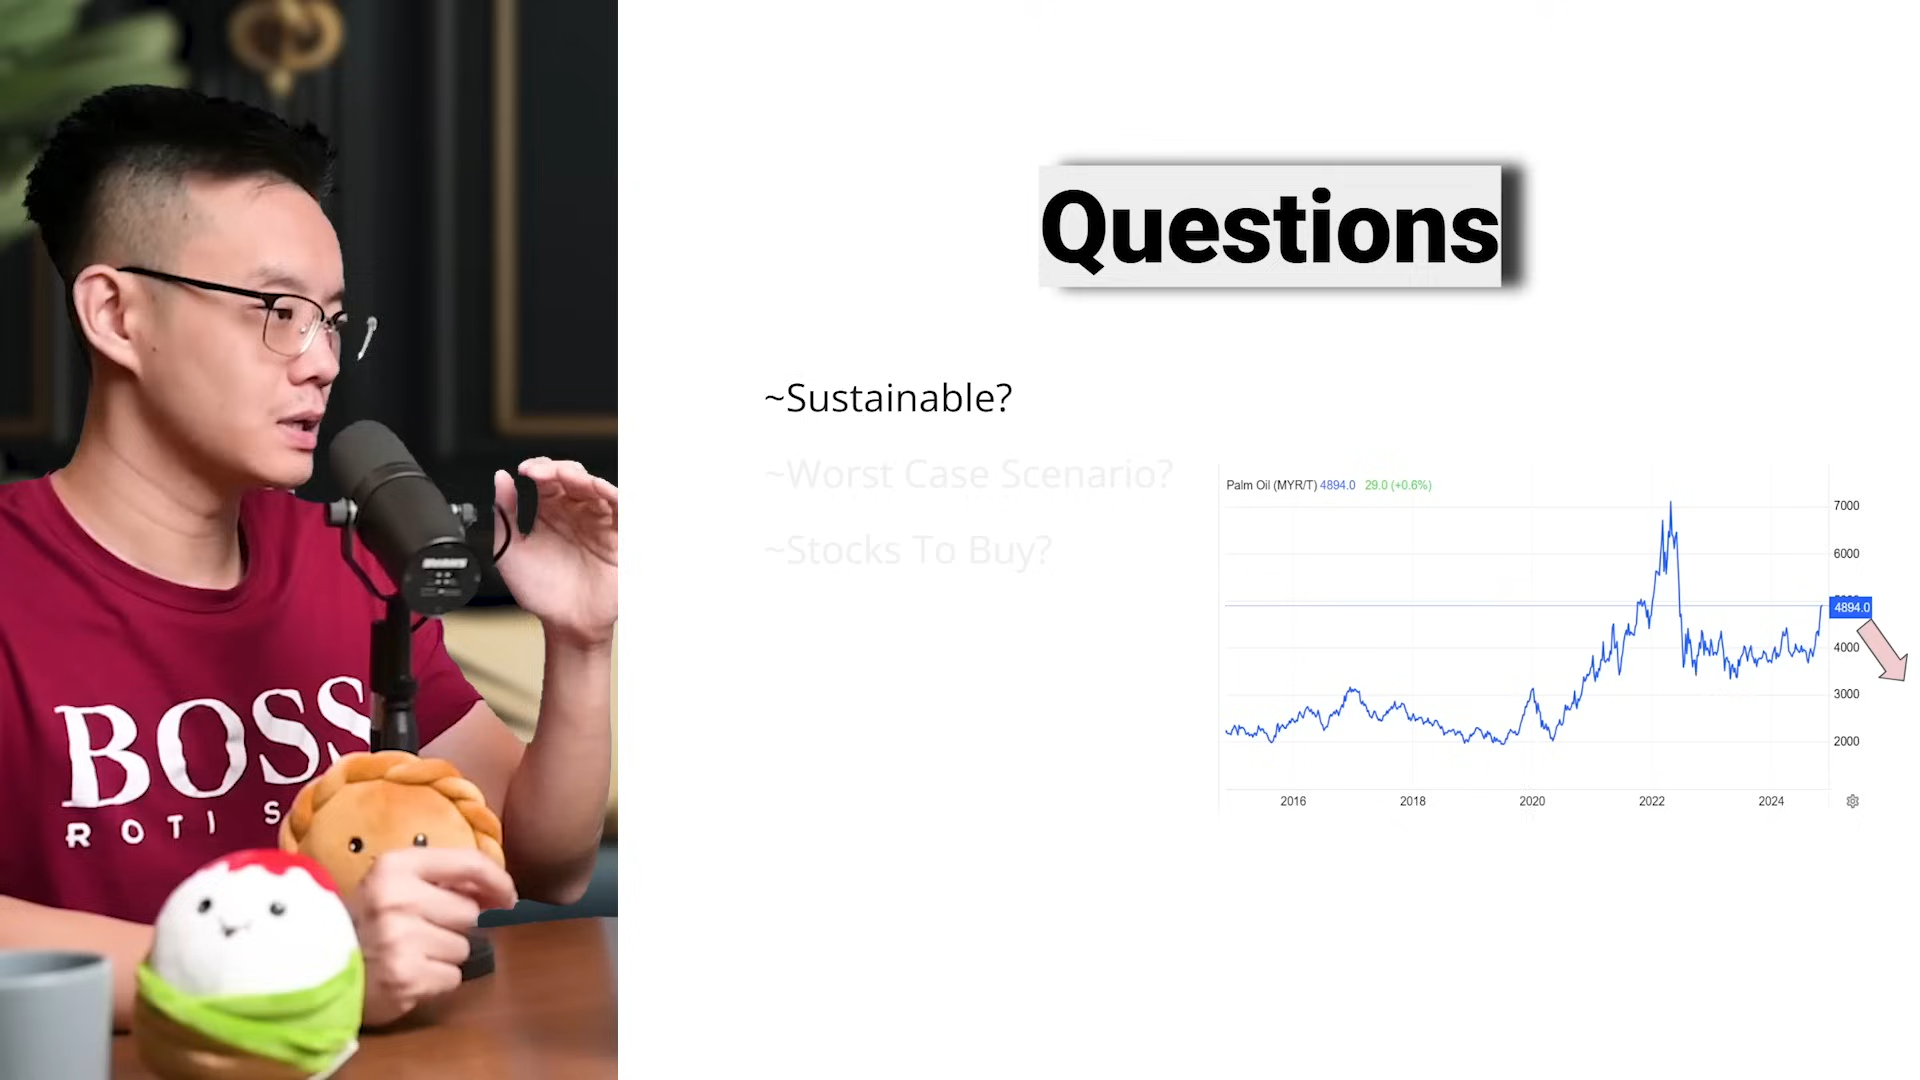 Questions
~Sustainable?
~Worst Case Scenario?
~Stocks To Buy?
Palm Oil (MYR/T) 4894.0 29.0 (+0.6%)
7000
6000
4894.0
4000
3000
2000
2016 2018 2020 2022 2024
BOSS
ROTI S